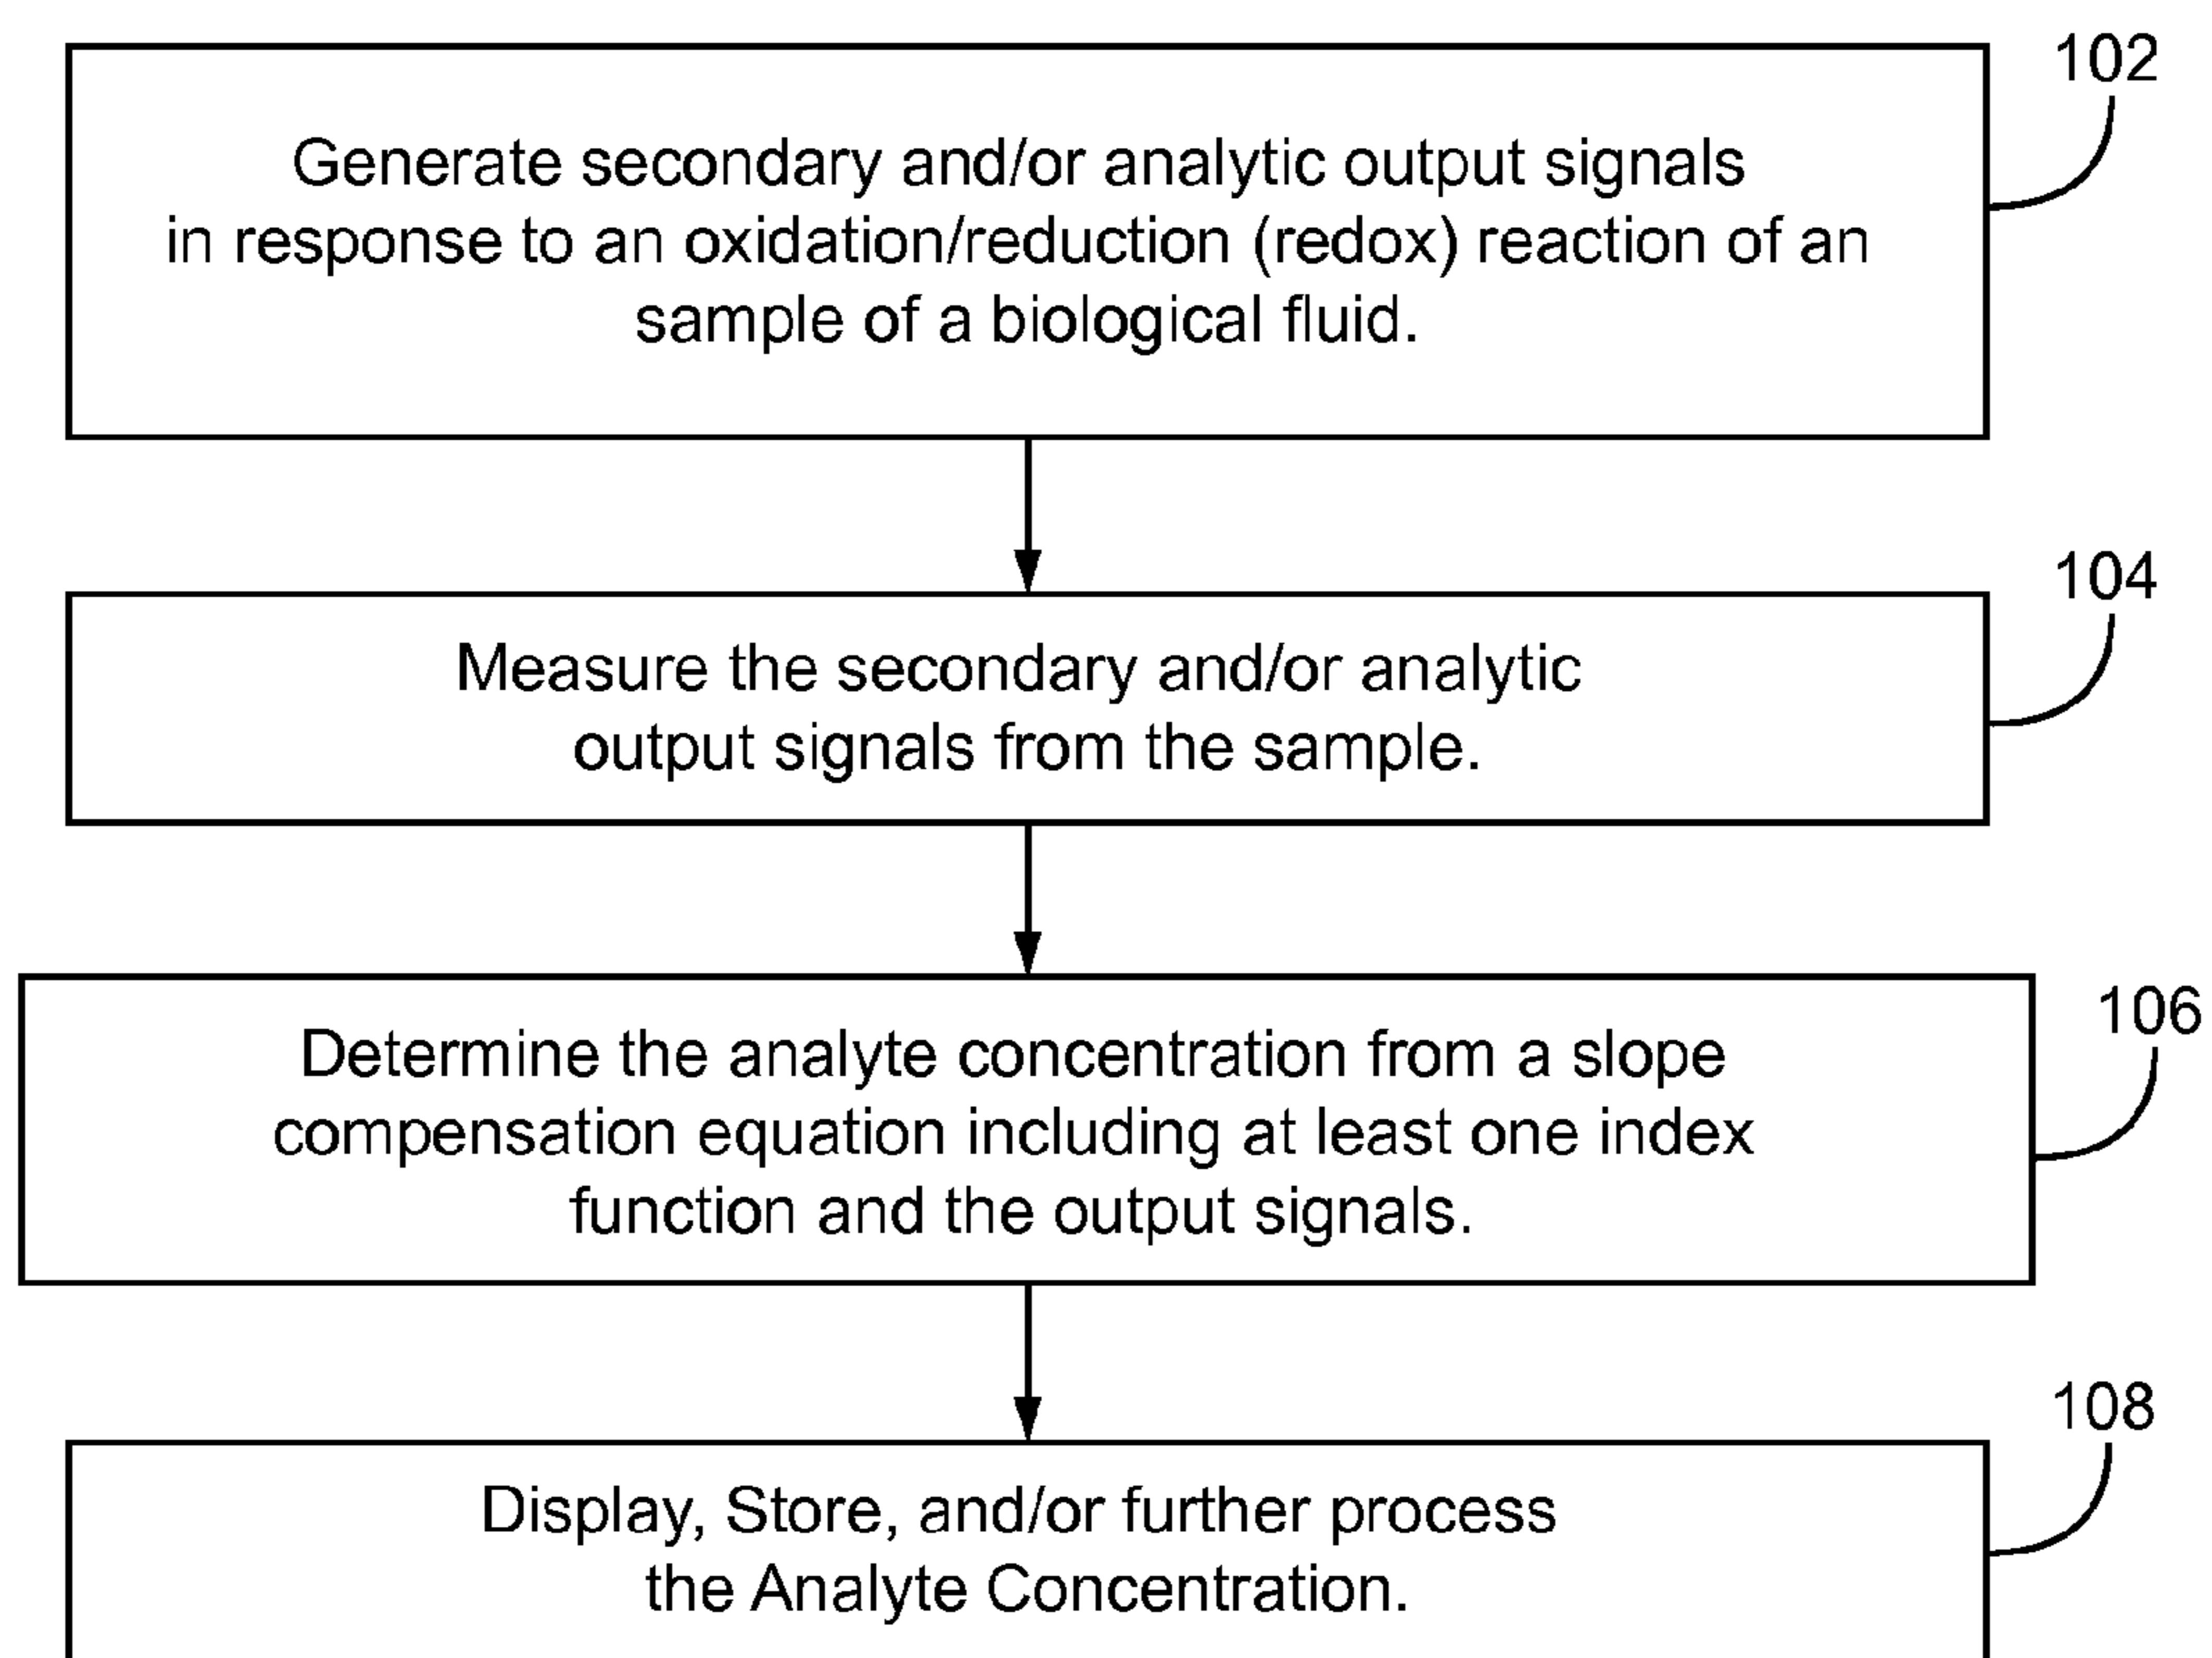 102
Generate secondary and/or analytic output signals
in response to an oxidation/reduction (redox) reaction of an
sample of a biological fluid.
104
Measure the secondary and/or analytic
output signals from the sample.
106
Determine the analyte concentration from a slope
compensation equation including at least one index
function and the output signals.
108
Display, Store, and/or further process
the Analyte Concentration.